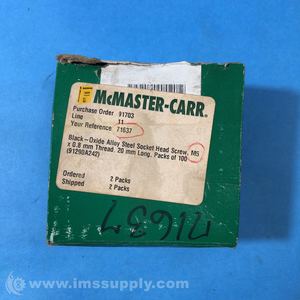 McMASTER-CARR®
Purchase Order 91703
Line 11
Your Reference 71637
Black-Oxide Alloy Steel Socket Head Screw, M5
x 0.8 mm Thread, 20 mm Long, Packs of 100
(91290A242)
Ordered 2 Packs
Shipped 2 Packs
71637
© www.imssupply.com/